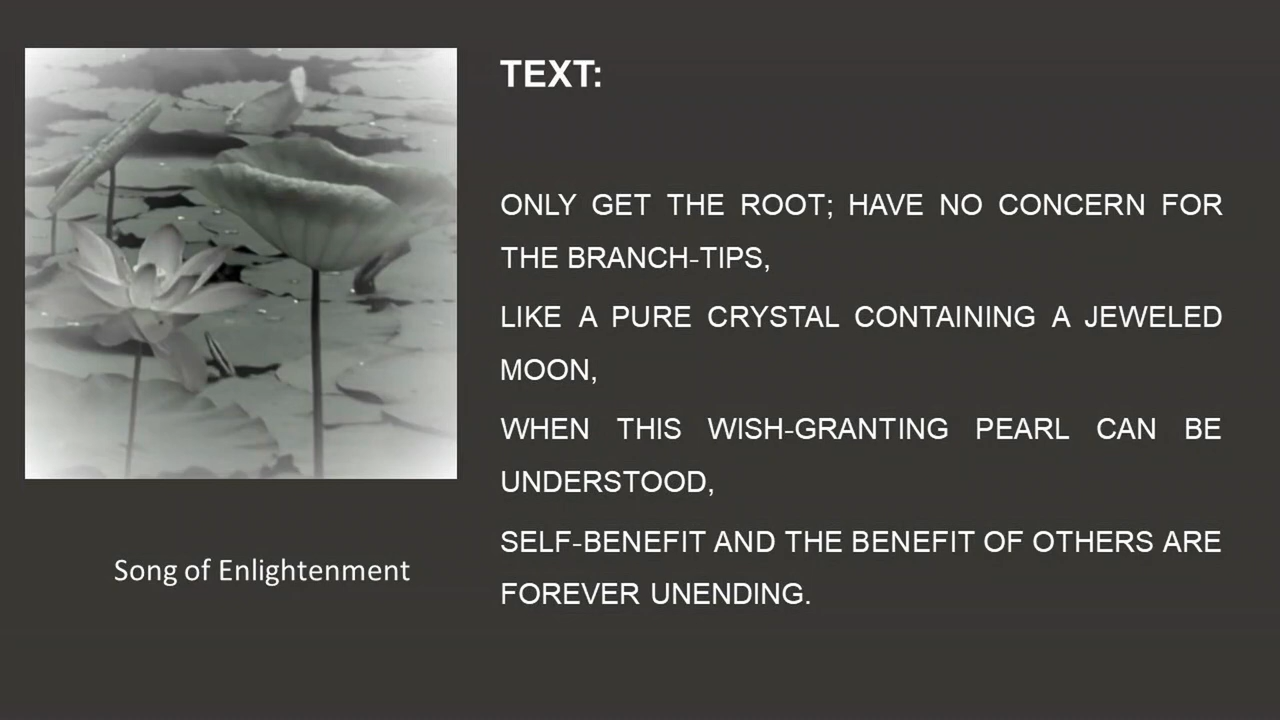 TEXT:
ONLY GET THE ROOT; HAVE NO CONCERN FOR
THE BRANCH-TIPS,
LIKE A PURE CRYSTAL CONTAINING A JEWELED
MOON,
WHEN THIS WISH-GRANTING PEARL CAN BE
UNDERSTOOD,
SELF-BENEFIT AND THE BENEFIT OF OTHERS ARE
FOREVER UNENDING.
Song of Enlightenment